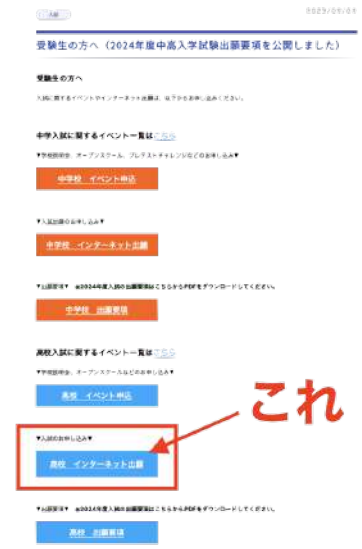 入試
2023/09/09
受験生の方へ（2024年度中高入学試験出願要項を公開しました）
受験生の方へ
入試に関するイベントやインターネット出願は、以下からお申し込みください。
中学入試に関するイベント一覧はこちら
▼学校説明会、オープンスクール、プレテストチャレンジなどのお申し込み▼
中学校 イベント申込
▼入試出願のお申し込み▼
中学校 インターネット出願
▼出願要項▼ ※2024年度入試の出願要項はこちらからPDFをダウンロードしてください。
中学校 出願要項
高校入試に関するイベント一覧はこちら
▼学校説明会、オープンスクールなどのお申し込み▼
高校 イベント申込
これ
▼入試のお申し込み▼
高校 インターネット出願
▼出願要項▼ ※2024年度入試の出願要項はこちらからPDFをダウンロードしてください。
高校 出願要項